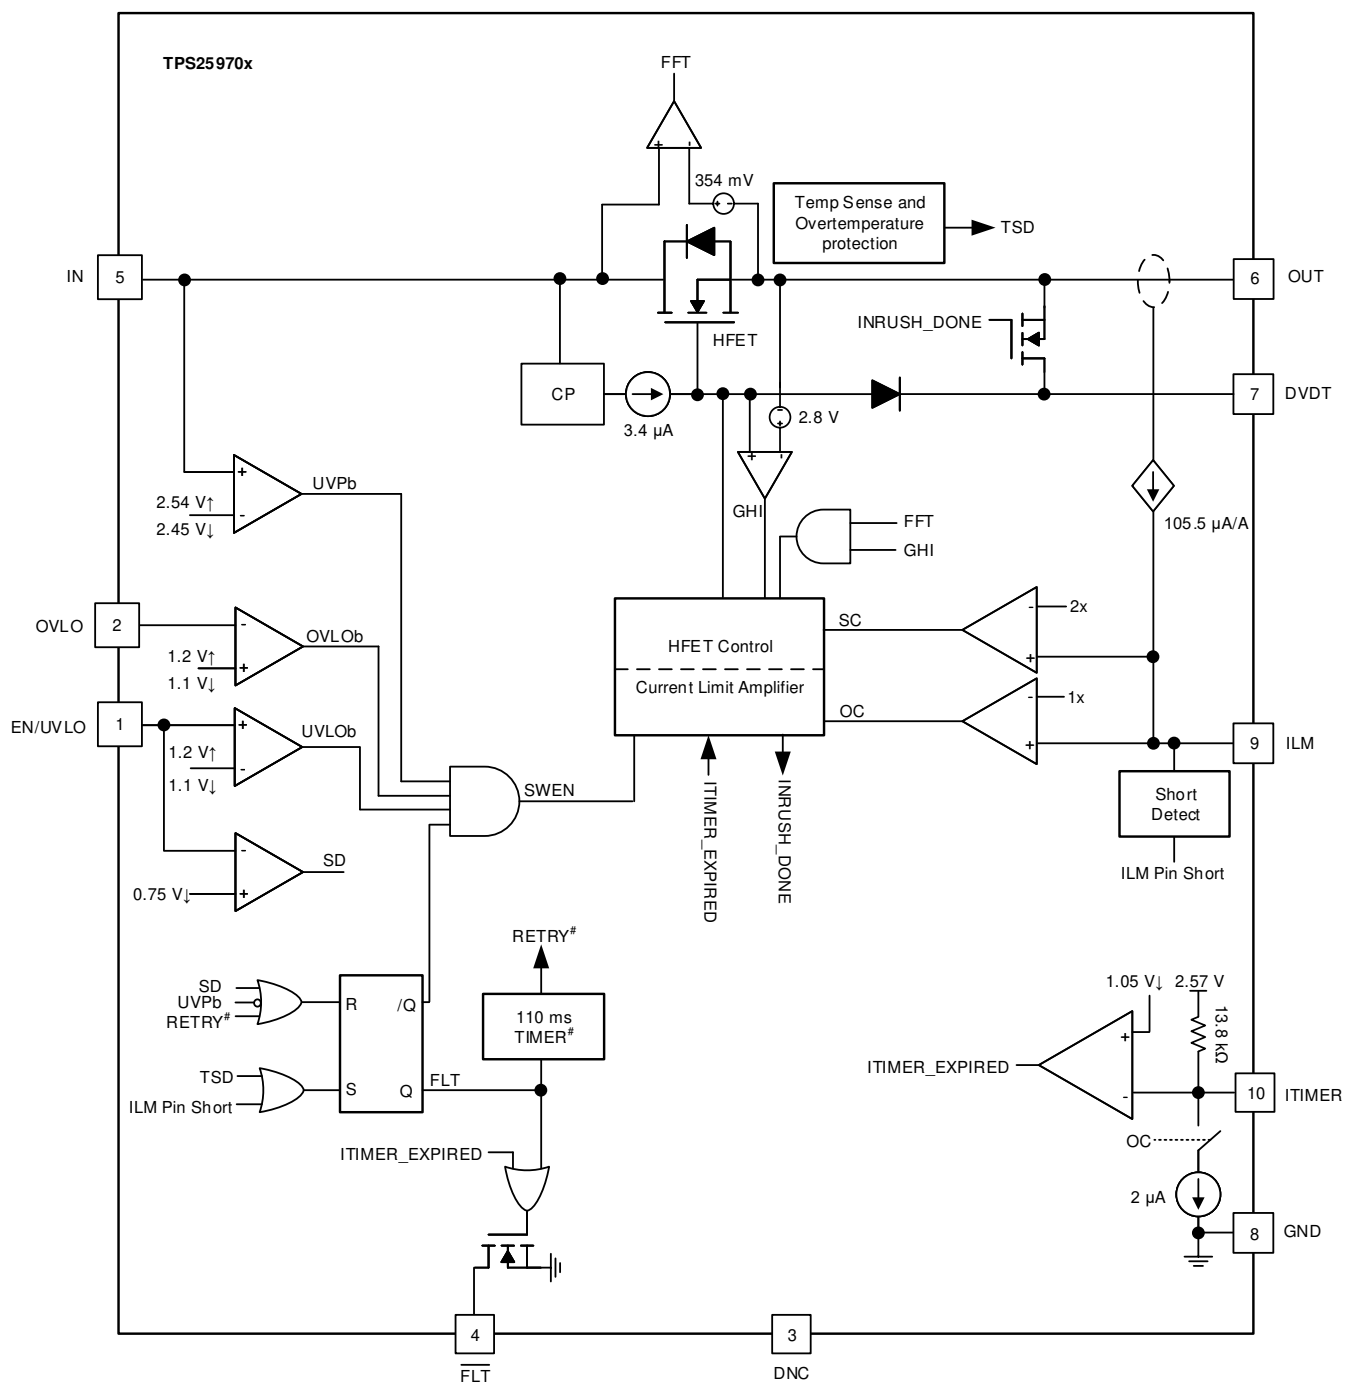 TPS25970x
FFT
354 mV
Temp Sense and
Overtemperature
protection
TSD
IN
5
6
OUT
INRUSH_DONE
HFET
CP
3.4 µA
2.8 V
7
DVDT
+
-
+
-
+
-
+
-
UVPb
2.54 V↑
2.45 V↓
+
-
GHI
+
-
FFT
GHI
105.5 µA/A
OVLO
2
-
+
OVLOb
1.2 V↑
1.1 V↓
HFET Control
Current Limit Amplifier
SC
-
+
2x
EN/UVLO
1
+
-
UVLOb
1.2 V↑
1.1 V↓
OC
-
+
1x
9
ILM
SWEN
ITIMER_EXPIRED
INRUSH_DONE
Short
Detect
ILM Pin Short
-
+
SD
0.75 V↓
RETRY#
SD
UVPb
RETRY#
R
/Q
110 ms
TIMER#
TSD
ILM Pin Short
S
Q
FLT
1.05 V↓
2.57 V
13.8 kΩ
ITIMER_EXPIRED
+
-
10
ITIMER
ITIMER_EXPIRED
OC
2 µA
8
GND
4
FLT
3
DNC